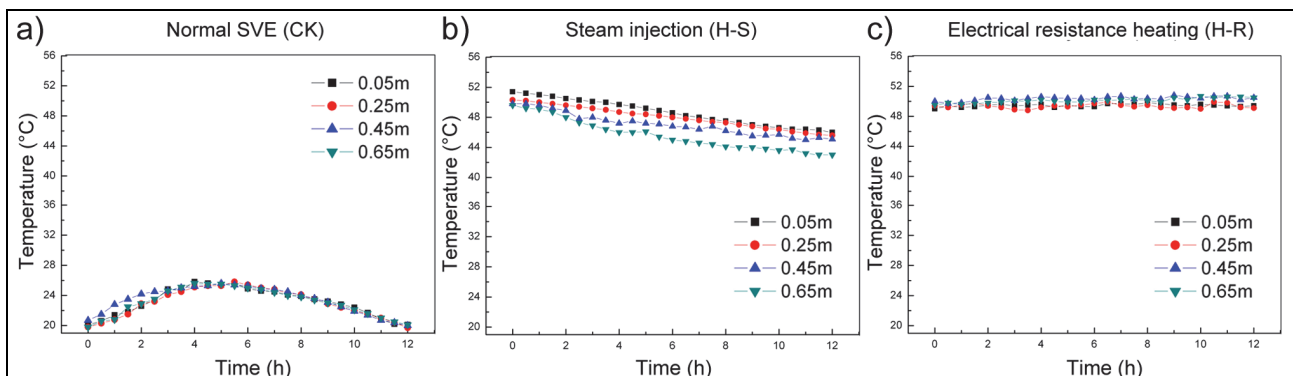 a) Normal SVE (CK)
56
52
48
44
40
36
32
28
24
20
Temperature (°C)
0.05m
0.25m
0.45m
0.65m
0 2 4 6 8 10 12
Time (h)
b) Steam injection (H-S)
56
52
48
44
40
36
32
28
24
20
Temperature (°C)
0.05m
0.25m
0.45m
0.65m
0 2 4 6 8 10 12
Time (h)
c) Electrical resistance heating (H-R)
56
52
48
44
40
36
32
28
24
20
Temperature (°C)
0.05m
0.25m
0.45m
0.65m
0 2 4 6 8 10 12
Time (h)